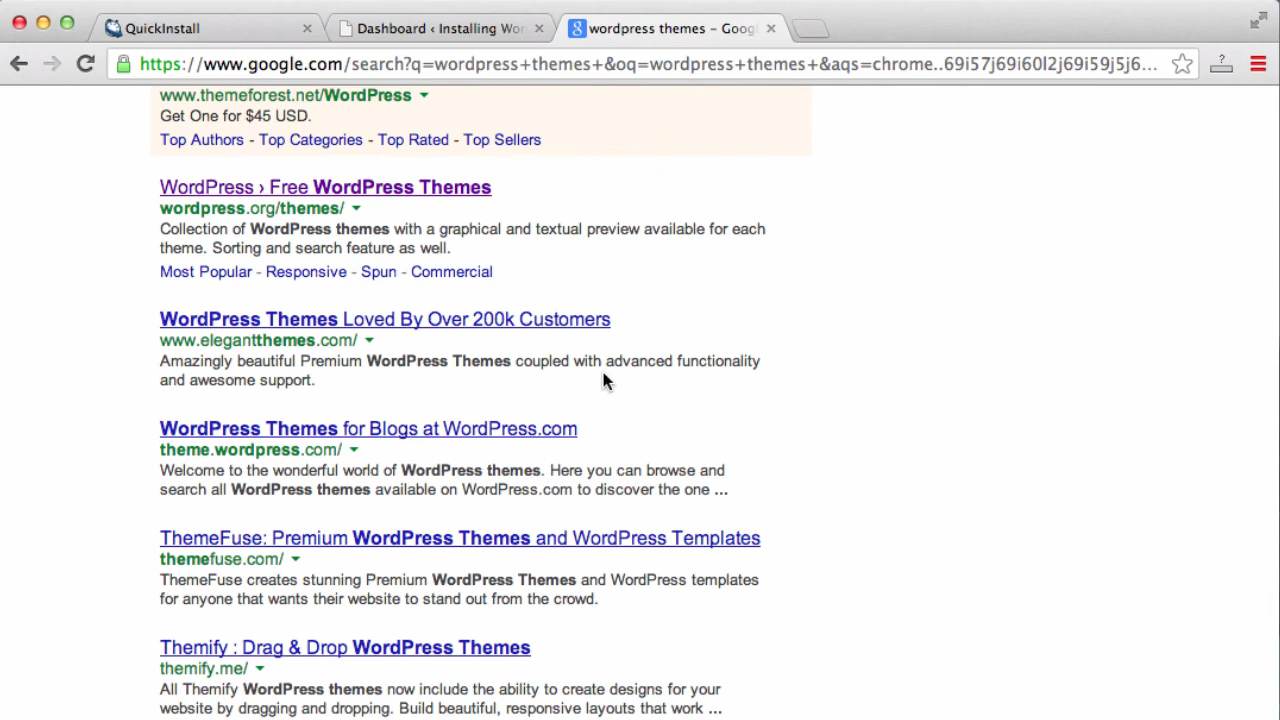 QuickInstall
Dashboard ‹ Installing Wor
wordpress themes – Goog
https://www.google.com/search?q=wordpress+themes+&oq=wordpress+themes+&aqs=chrome..69i57j69i60l2j69i59j5j6...
www.themeforest.net/WordPress
Get One for $45 USD.
Top Authors - Top Categories - Top Rated - Top Sellers
WordPress › Free WordPress Themes
wordpress.org/themes/
Collection of WordPress themes with a graphical and textual preview available for each
theme. Sorting and search feature as well.
Most Popular - Responsive - Spun - Commercial
WordPress Themes Loved By Over 200k Customers
www.elegantthemes.com/
Amazingly beautiful Premium WordPress Themes coupled with advanced functionality
and awesome support.
WordPress Themes for Blogs at WordPress.com
theme.wordpress.com/
Welcome to the wonderful world of WordPress themes. Here you can browse and
search all WordPress themes available on WordPress.com to discover the one ...
ThemeFuse: Premium WordPress Themes and WordPress Templates
themefuse.com/
ThemeFuse creates stunning Premium WordPress Themes and WordPress templates
for anyone that wants their website to stand out from the crowd.
Themify : Drag & Drop WordPress Themes
themify.me/
All Themify WordPress themes now include the ability to create designs for your
website by dragging and dropping. Build beautiful, responsive layouts that work ...